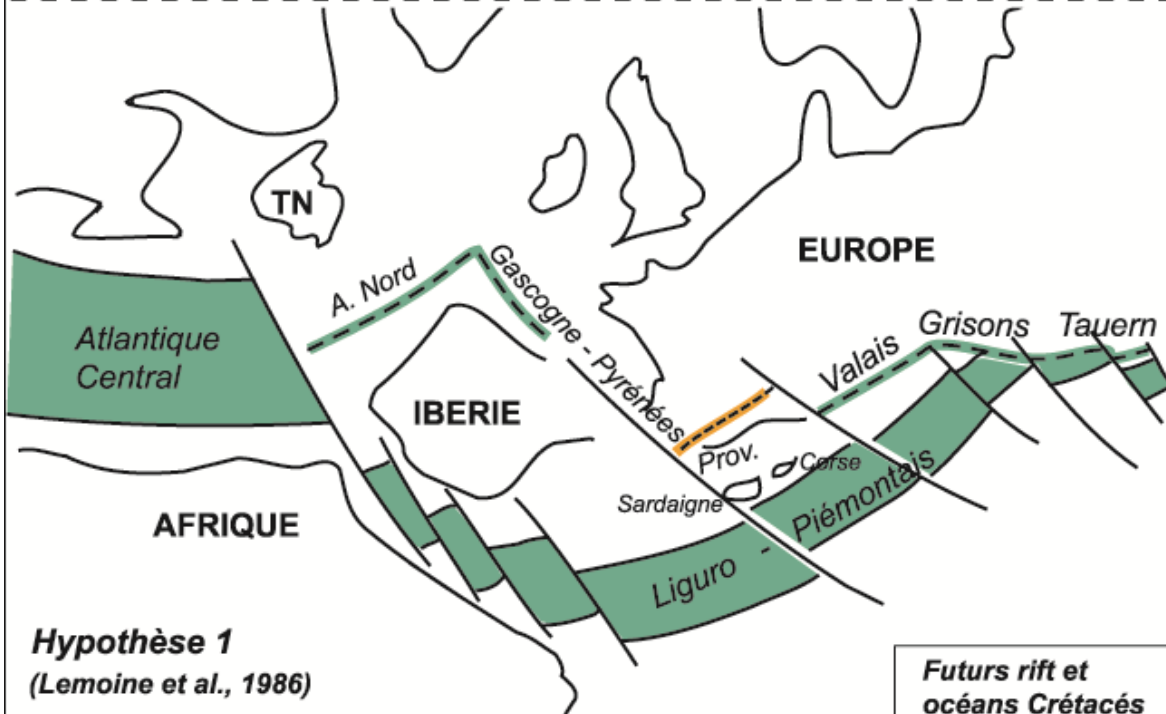 TN
EUROPE
A. Nord
Gascogne - Pyrénées
Grisons
Tauern
Atlantique
Central
Valais
IBERIE
Prov.
Corse
Sardaigne
AFRIQUE
Liguro - Piémontais
Hypothèse 1
(Lemoine et al., 1986)
Futurs rift et
océans Crétacés